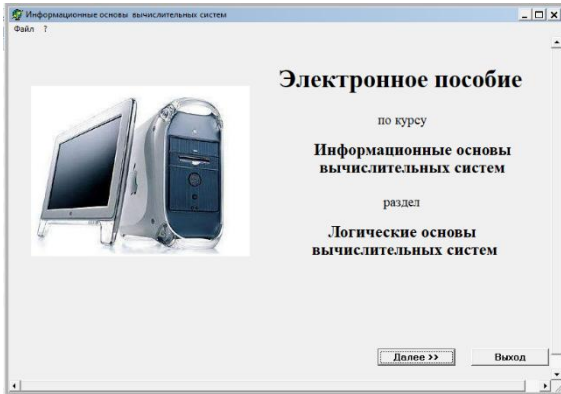 Информационные основы вычислительных систем
Файл ?
Электронное пособие
по курсу
Информационные основы
вычислительных систем
раздел
Логические основы
вычислительных систем
Далее >> Выход